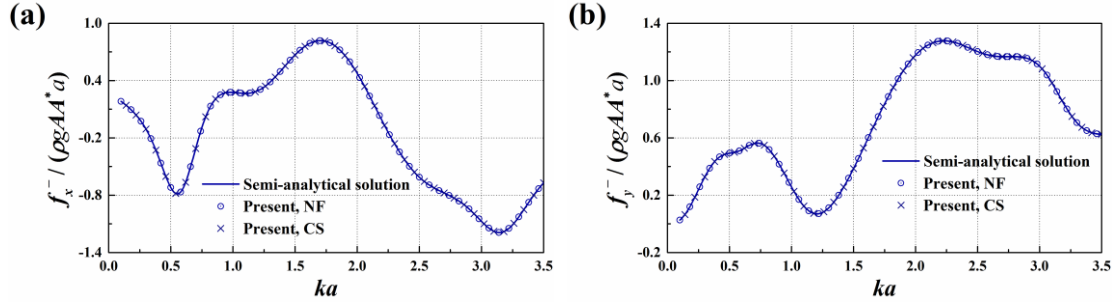 (a)
1.0
0.4
-0.2
-0.8
-1.4
f_x^- / (ρgAA*a)
Semi-analytical solution
Present, NF
Present, CS
0.0 0.5 1.0 1.5 2.0 2.5 3.0 3.5
ka
(b)
1.4
1.0
0.6
0.2
-0.2
f_y^- / (ρgAA*a)
Semi-analytical solution
Present, NF
Present, CS
0.0 0.5 1.0 1.5 2.0 2.5 3.0 3.5
ka